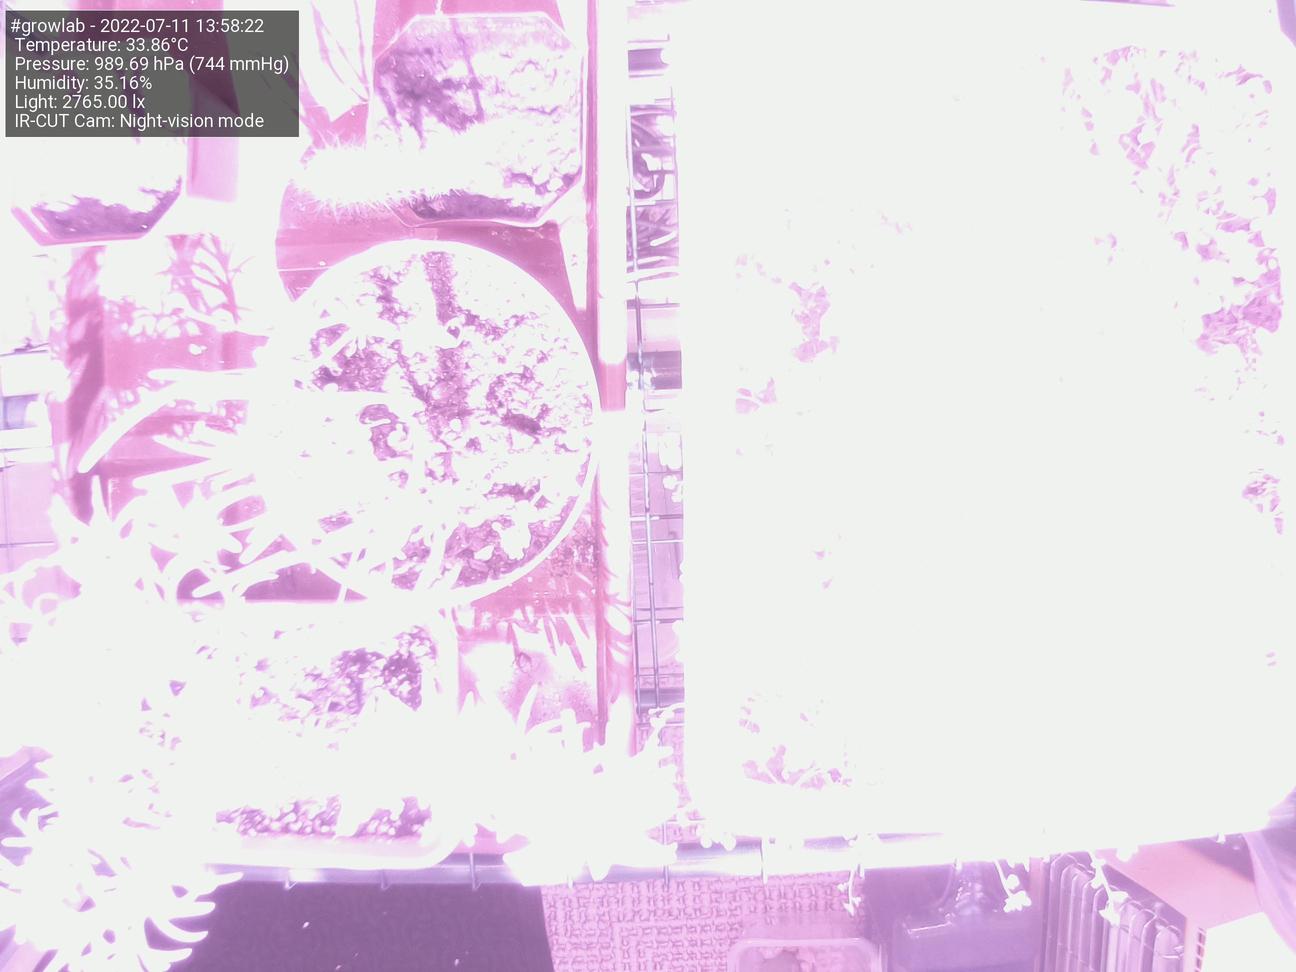 #growlab - 2022-07-11 13:58:22
Temperature: 33.86°C
Pressure: 989.69 hPa (744 mmHg)
Humidity: 35.16%
Light: 2765.00 lx
IR-CUT Cam: Night-vision mode